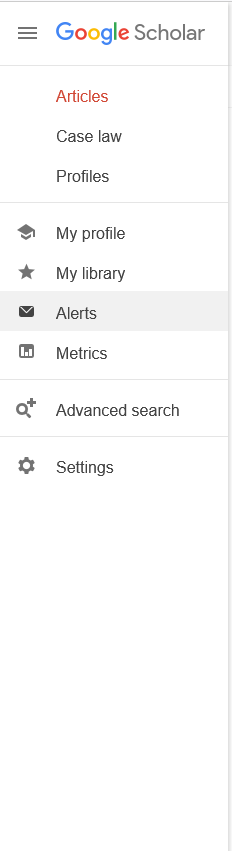 Google Scholar
Articles
Case law
Profiles
My profile
My library
Alerts
Metrics
Advanced search
Settings